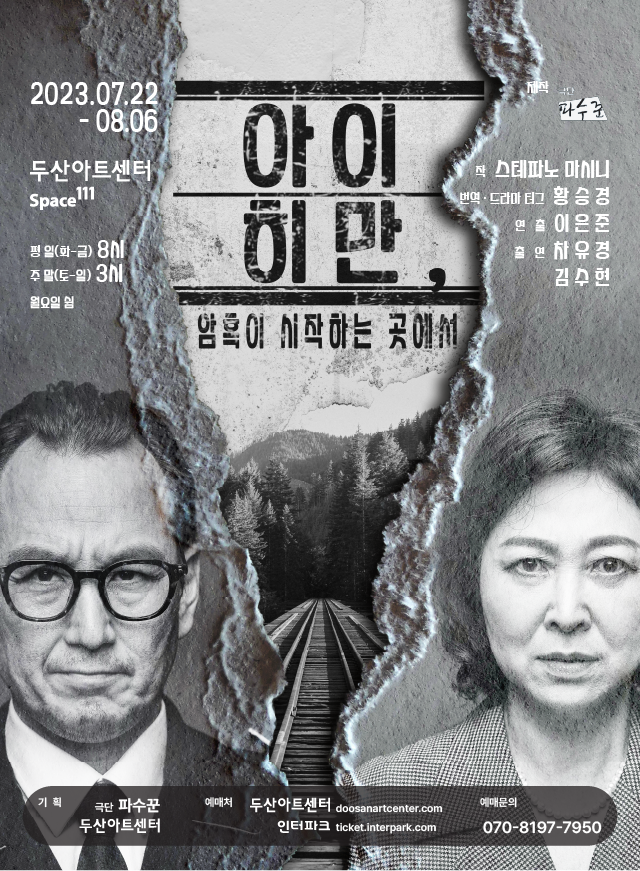 2023.07.22
- 08.06
두산아트센터
Space111
평일(화-금) 8시
주말(토-일) 3시
월요일 쉼
아이
히만,
암흑이 시작하는 곳에서
제작 극단 파수꾼
작 스테파노 마시니
번역·드라마터그 황승경
연출 이은준
출연 차유경
김수현
기획 극단 파수꾼
두산아트센터
예매처 두산아트센터 doosanartcenter.com
인터파크 ticket.interpark.com
예매문의
070-8197-7950